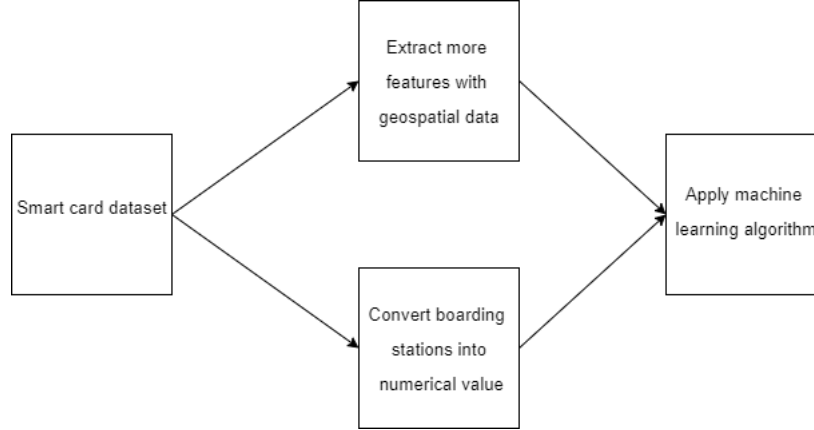 Smart card dataset
Extract more
features with
geospatial data
Convert boarding
stations into
numerical value
Apply machine
learning algorithm